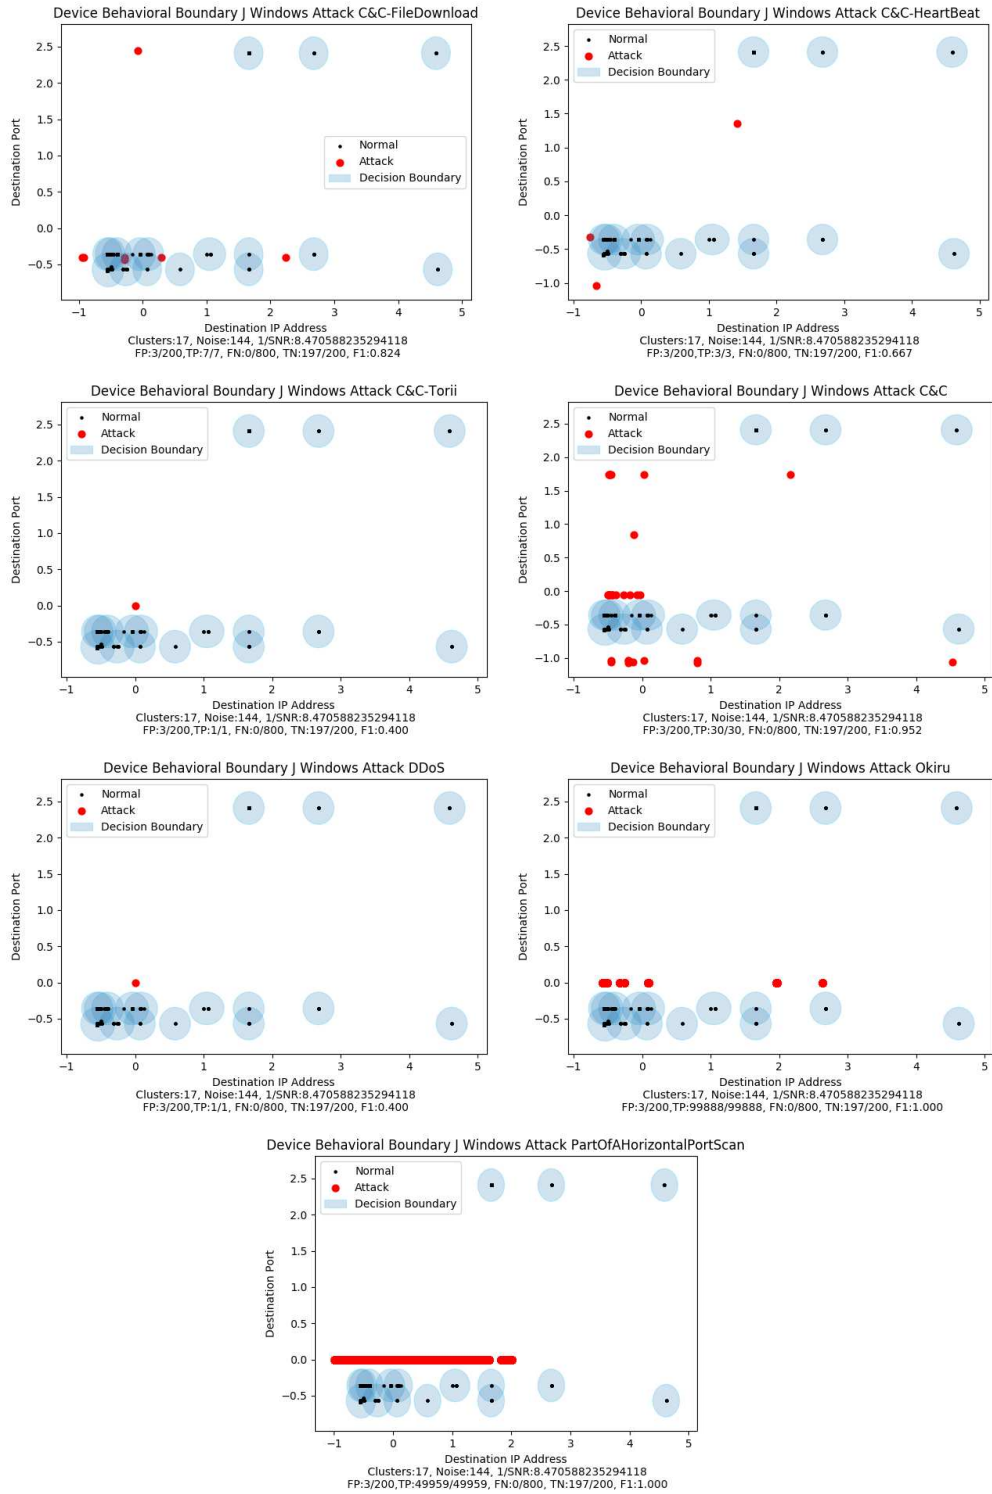 Device Behavioral Boundary J Windows Attack C&C-FileDownload
Normal
Attack
Decision Boundary
Destination Port
2.5
2.0
1.5
1.0
0.5
0.0
−0.5
−1 0 1 2 3 4 5
Destination IP Address
Clusters:17, Noise:144, 1/SNR:8.470588235294118
FP:3/200,TP:7/7, FN:0/800, TN:197/200, F1:0.824
Device Behavioral Boundary J Windows Attack C&C-HeartBeat
Normal
Attack
Decision Boundary
Destination Port
2.5
2.0
1.5
1.0
0.5
0.0
−0.5
−1.0
−1 0 1 2 3 4 5
Destination IP Address
Clusters:17, Noise:144, 1/SNR:8.470588235294118
FP:3/200,TP:3/3, FN:0/800, TN:197/200, F1:0.667
Device Behavioral Boundary J Windows Attack C&C-Torii
Normal
Attack
Decision Boundary
Destination Port
2.5
2.0
1.5
1.0
0.5
0.0
−0.5
−1 0 1 2 3 4 5
Destination IP Address
Clusters:17, Noise:144, 1/SNR:8.470588235294118
FP:3/200,TP:1/1, FN:0/800, TN:197/200, F1:0.400
Device Behavioral Boundary J Windows Attack C&C
Normal
Attack
Decision Boundary
Destination Port
2.5
2.0
1.5
1.0
0.5
0.0
−0.5
−1.0
−1 0 1 2 3 4 5
Destination IP Address
Clusters:17, Noise:144, 1/SNR:8.470588235294118
FP:3/200,TP:30/30, FN:0/800, TN:197/200, F1:0.952
Device Behavioral Boundary J Windows Attack DDoS
Normal
Attack
Decision Boundary
Destination Port
2.5
2.0
1.5
1.0
0.5
0.0
−0.5
−1 0 1 2 3 4 5
Destination IP Address
Clusters:17, Noise:144, 1/SNR:8.470588235294118
FP:3/200,TP:1/1, FN:0/800, TN:197/200, F1:0.400
Device Behavioral Boundary J Windows Attack Okiru
Normal
Attack
Decision Boundary
Destination Port
2.5
2.0
1.5
1.0
0.5
0.0
−0.5
−1 0 1 2 3 4 5
Destination IP Address
Clusters:17, Noise:144, 1/SNR:8.470588235294118
FP:3/200,TP:99888/99888, FN:0/800, TN:197/200, F1:1.000
Device Behavioral Boundary J Windows Attack PartOfAHorizontalPortScan
Normal
Attack
Decision Boundary
Destination Port
2.5
2.0
1.5
1.0
0.5
0.0
−0.5
−1 0 1 2 3 4 5
Destination IP Address
Clusters:17, Noise:144, 1/SNR:8.470588235294118
FP:3/200,TP:49959/49959, FN:0/800, TN:197/200, F1:1.000